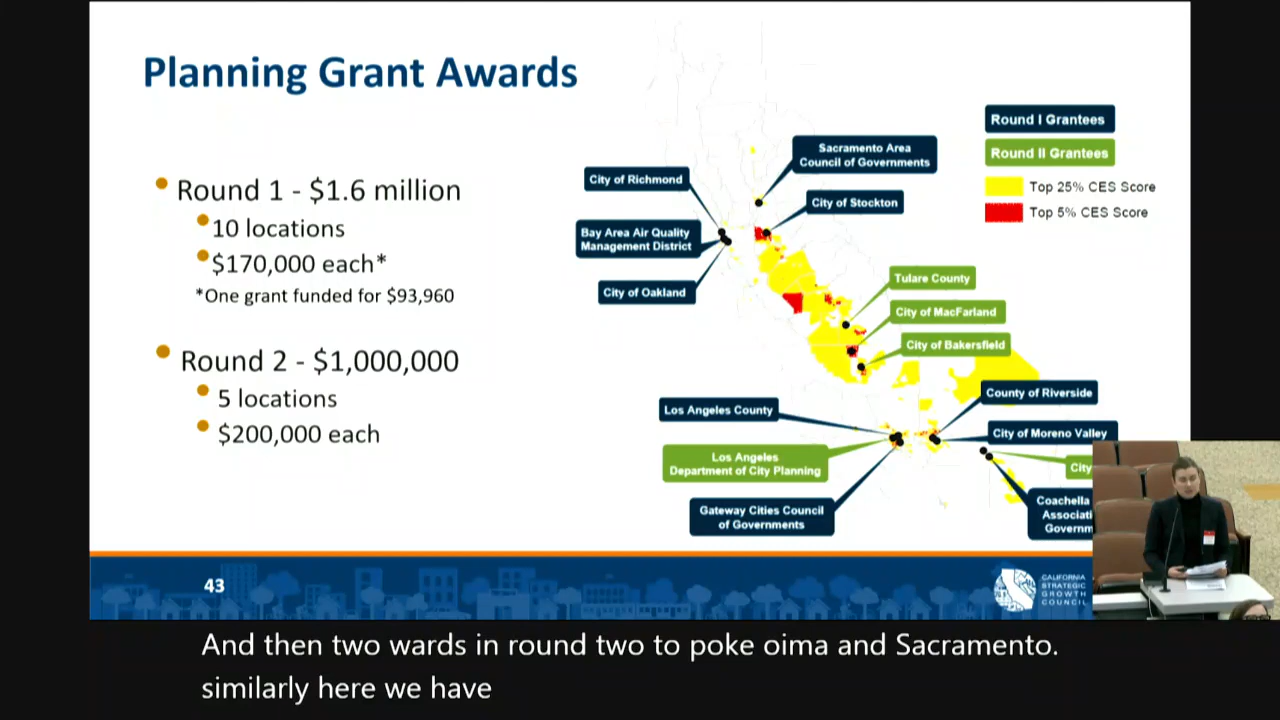 Planning Grant Awards
Round 1 - $1.6 million
10 locations
$170,000 each*
*One grant funded for $93,960
Round 2 - $1,000,000
5 locations
$200,000 each
Round I Grantees
Round II Grantees
Top 25% CES Score
Top 5% CES Score
Sacramento Area
Council of Governments
City of Richmond
City of Stockton
Bay Area Air Quality
Management District
City of Oakland
Tulare County
City of MacFarland
City of Bakersfield
County of Riverside
Los Angeles County
City of Moreno Valley
Los Angeles
Department of City Planning
City
Gateway Cities Council
of Governments
Coachella
Associati
Governm
43
CALIFORNIA
STRATEGIC
GROWTH
COUNCIL
And then two wards in round two to poke oima and Sacramento.
similarly here we have